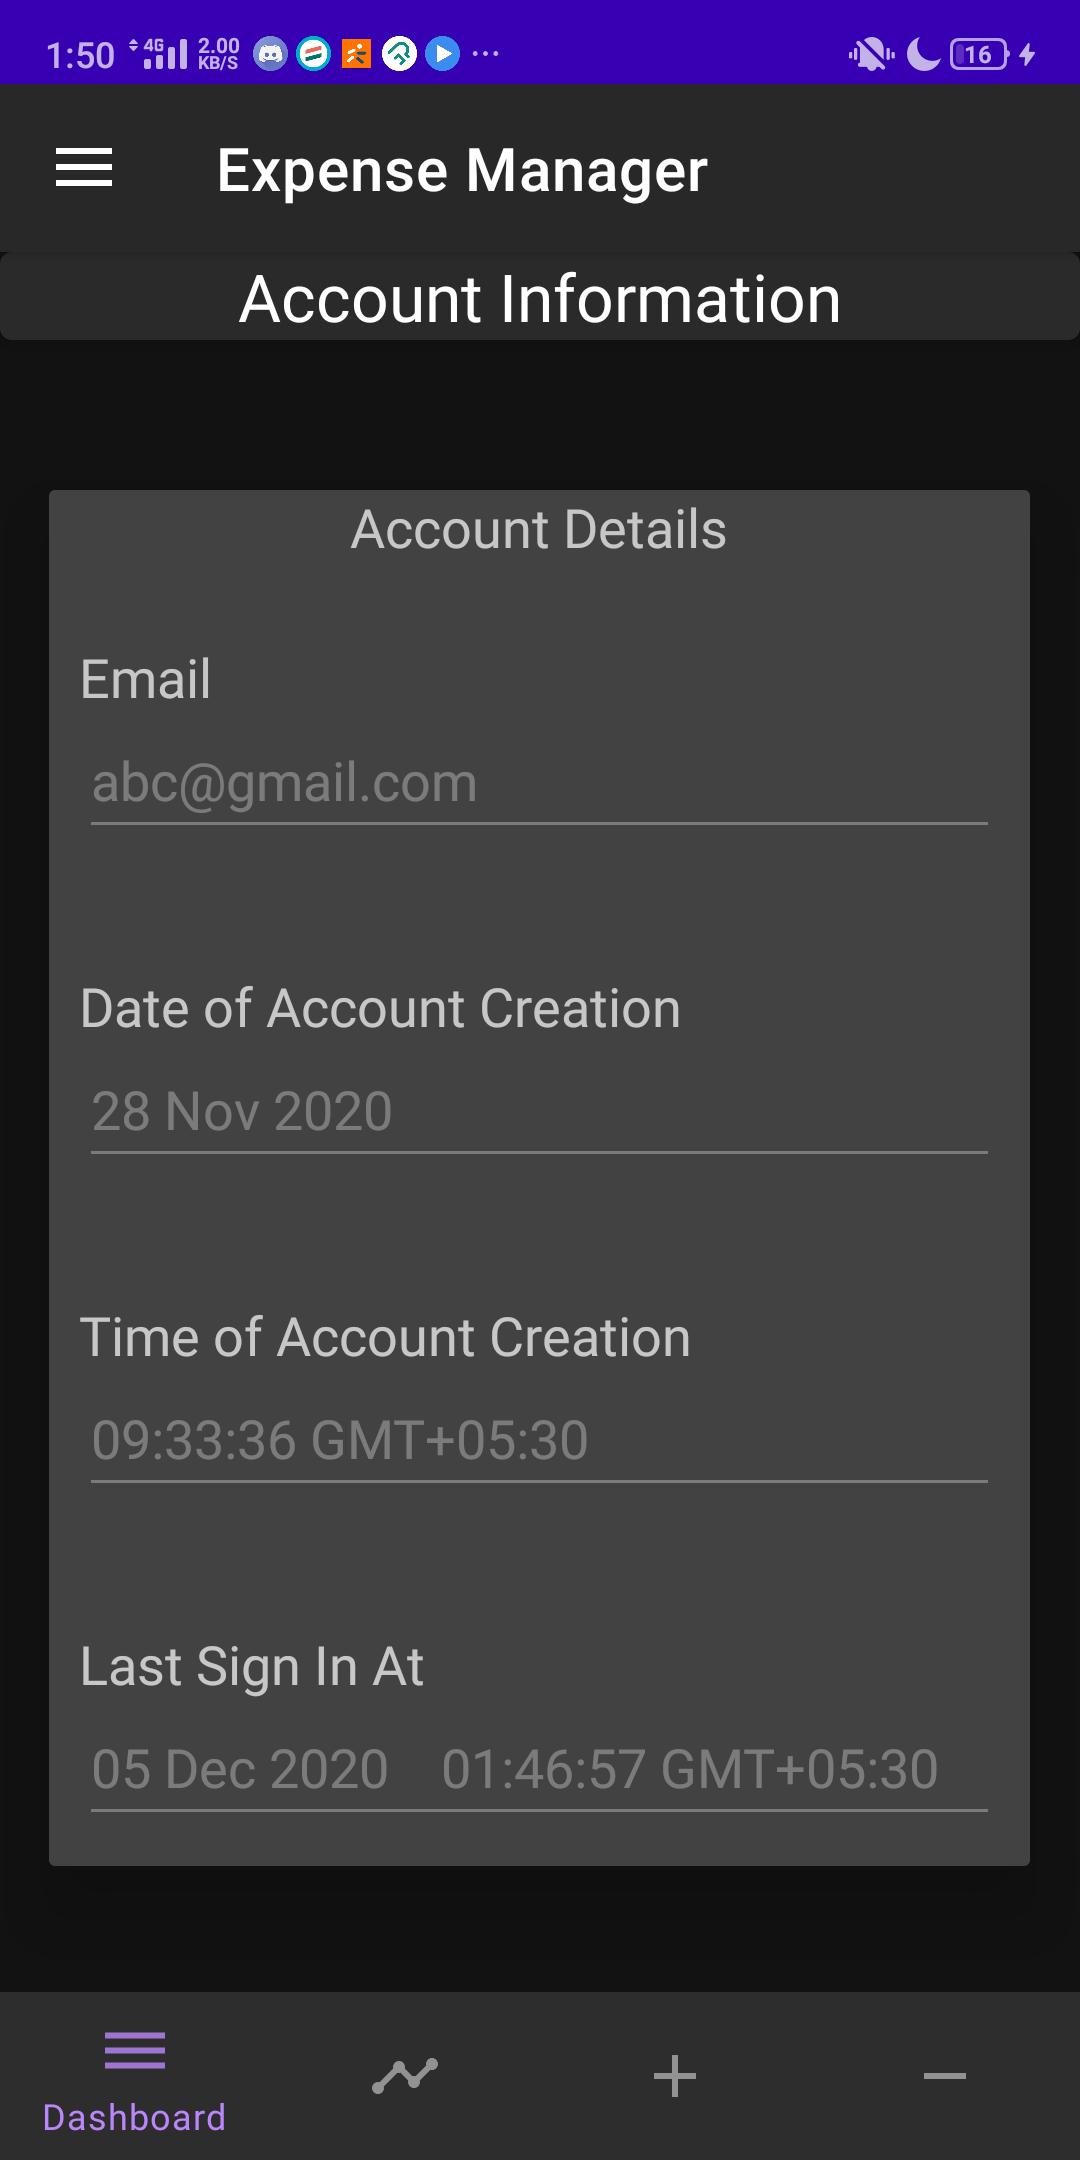 1:50 4G 2.00 KB/S 16
Expense Manager
Account Information
Account Details
Email
abc@gmail.com
Date of Account Creation
28 Nov 2020
Time of Account Creation
09:33:36 GMT+05:30
Last Sign In At
05 Dec 2020 01:46:57 GMT+05:30
Dashboard